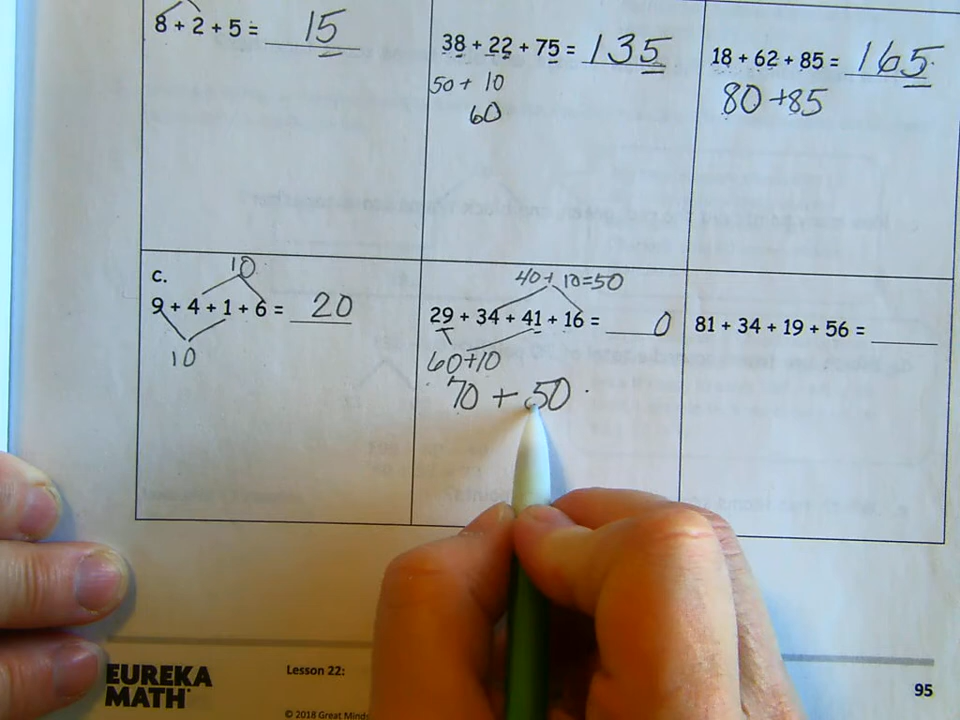 8 + 2 + 5 = 15
38 + 22 + 75 = 135
50 + 10
60
18 + 62 + 85 = 165
80 + 85
c.
10
9 + 4 + 1 + 6 = 20
10
40 + 10 = 50
29 + 34 + 41 + 16 = 0
60 + 10
70 + 50
81 + 34 + 19 + 56 =
EUREKA
MATH
Lesson 22:
© 2018 Great Minds
95